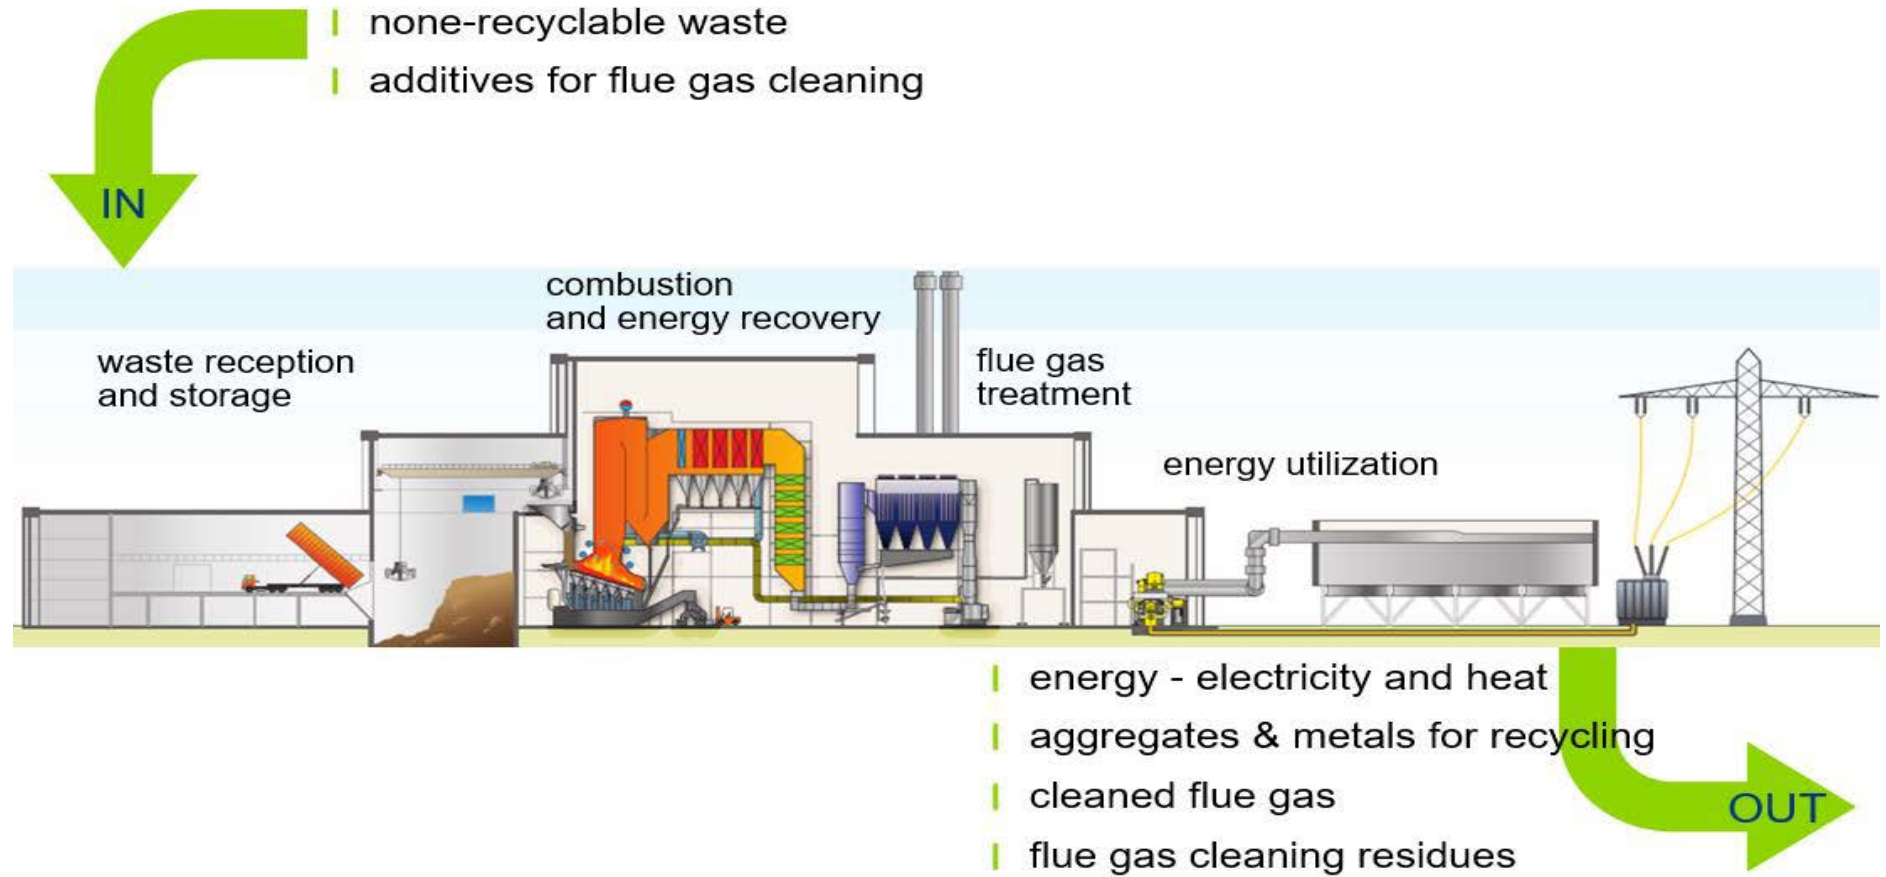 none-recyclable waste
additives for flue gas cleaning
IN
combustion
and energy recovery
waste reception
and storage
flue gas
treatment
energy utilization
energy - electricity and heat
aggregates & metals for recycling
cleaned flue gas
OUT
flue gas cleaning residues